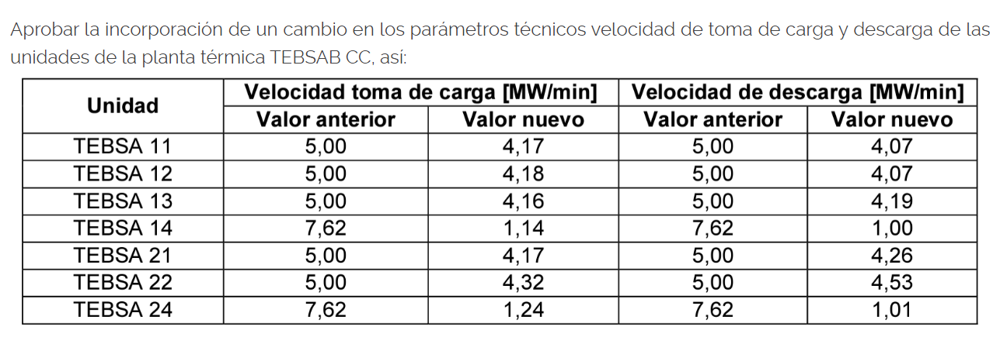 Aprobar la incorporación de un cambio en los parámetros técnicos velocidad de toma de carga y descarga de las
unidades de la planta térmica TEBSAB CC, así:
Unidad Velocidad toma de carga [MW/min] Velocidad de descarga [MW/min]
Valor anterior Valor nuevo Valor anterior Valor nuevo
TEBSA 11 5,00 4,17 5,00 4,07
TEBSA 12 5,00 4,18 5,00 4,07
TEBSA 13 5,00 4,16 5,00 4,19
TEBSA 14 7,62 1,14 7,62 1,00
TEBSA 21 5,00 4,17 5,00 4,26
TEBSA 22 5,00 4,32 5,00 4,53
TEBSA 24 7,62 1,24 7,62 1,01